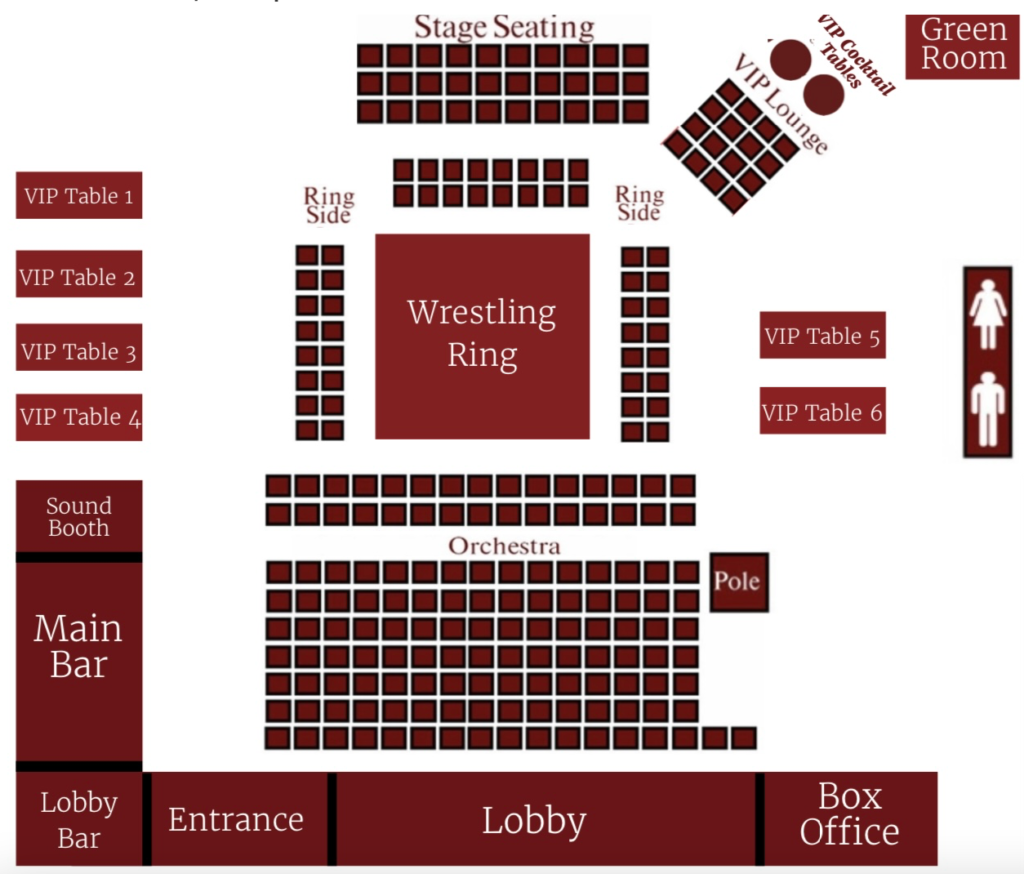 Stage Seating
VIP Cocktail
Tables
Green
Room
VIP Lounge
VIP Table 1
Ring
Side
Ring
Side
VIP Table 2
Wrestling
Ring
VIP Table 3
VIP Table 5
VIP Table 4
VIP Table 6
Sound
Booth
Orchestra
Pole
Main
Bar
Lobby
Bar
Entrance
Lobby
Box
Office